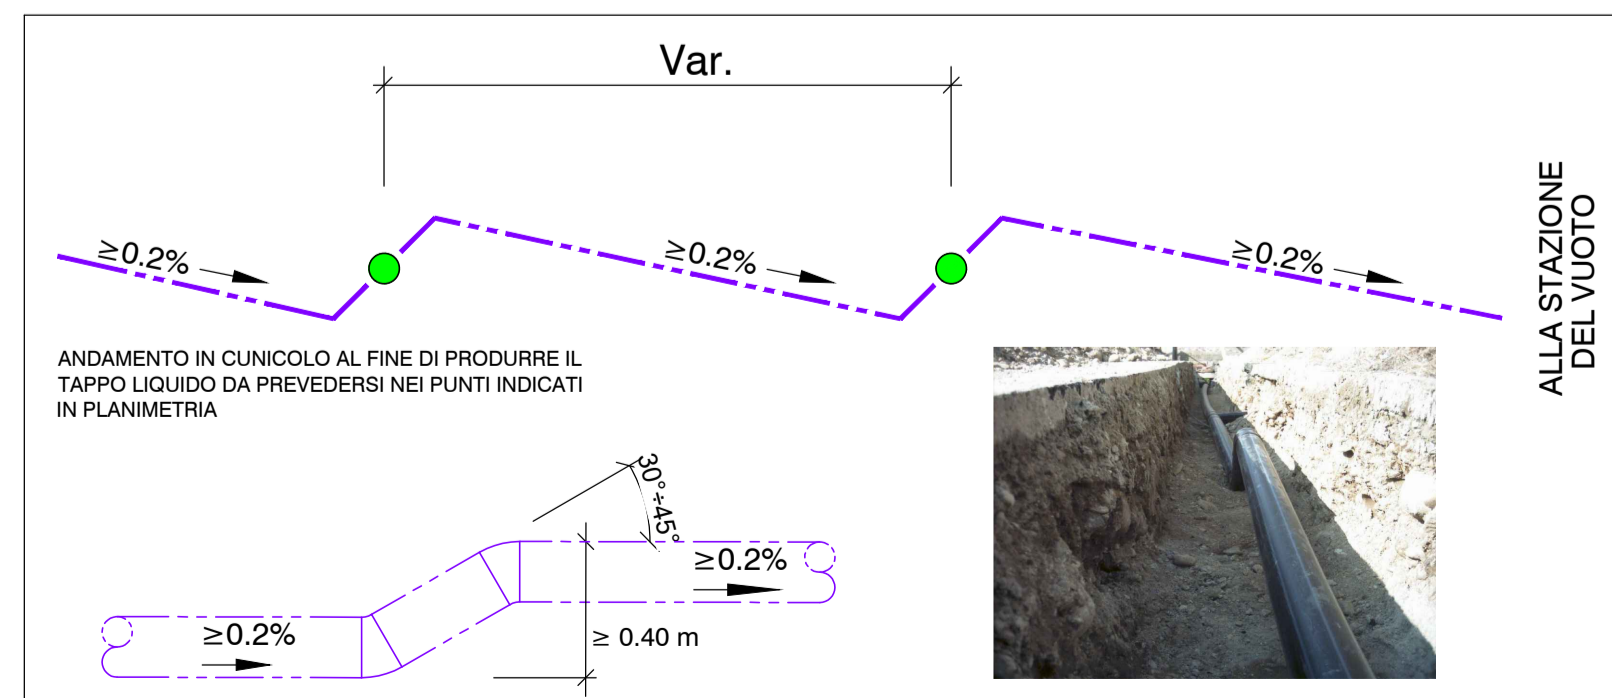 Var.
≥0.2%
≥0.2%
≥0.2%
ALLA STAZIONE
DEL VUOTO
ANDAMENTO IN CUNICOLO AL FINE DI PRODURRE IL
TAPPO LIQUIDO DA PREVEDERSI NEI PUNTI INDICATI
IN PLANIMETRIA
30°÷45°
≥0.2%
≥0.2%
≥ 0.40 m